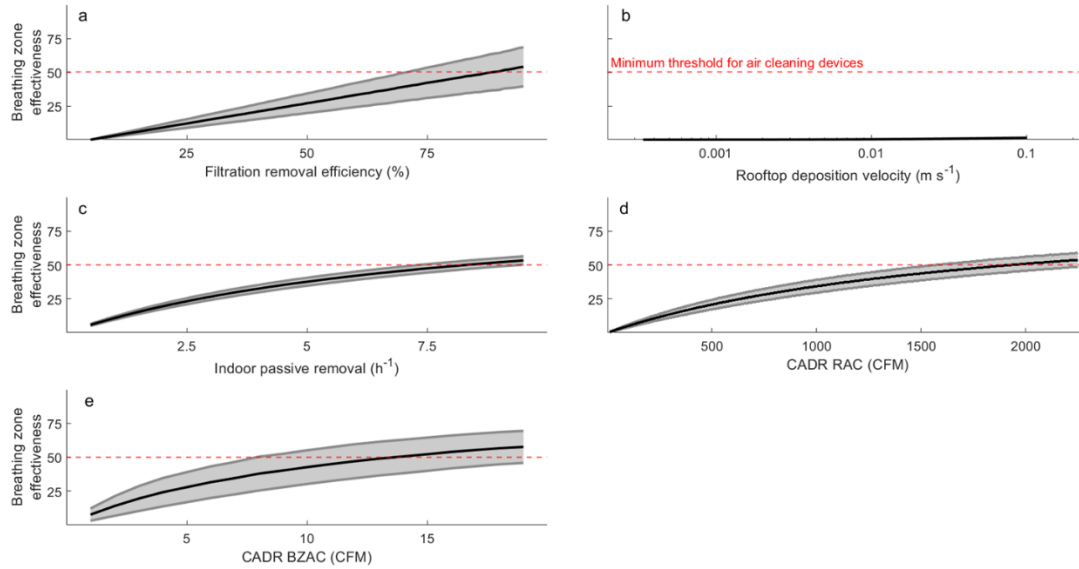 a
Breathing zone
effectiveness
75
50
25
25
50
75
Filtration removal efficiency (%)
b
Minimum threshold for air cleaning devices
0.001
0.01
0.1
Rooftop deposition velocity (m s⁻¹)
c
Breathing zone
effectiveness
75
50
25
2.5
5
7.5
Indoor passive removal (h⁻¹)
d
75
50
25
500
1000
1500
2000
CADR RAC (CFM)
e
Breathing zone
effectiveness
75
50
25
5
10
15
CADR BZAC (CFM)